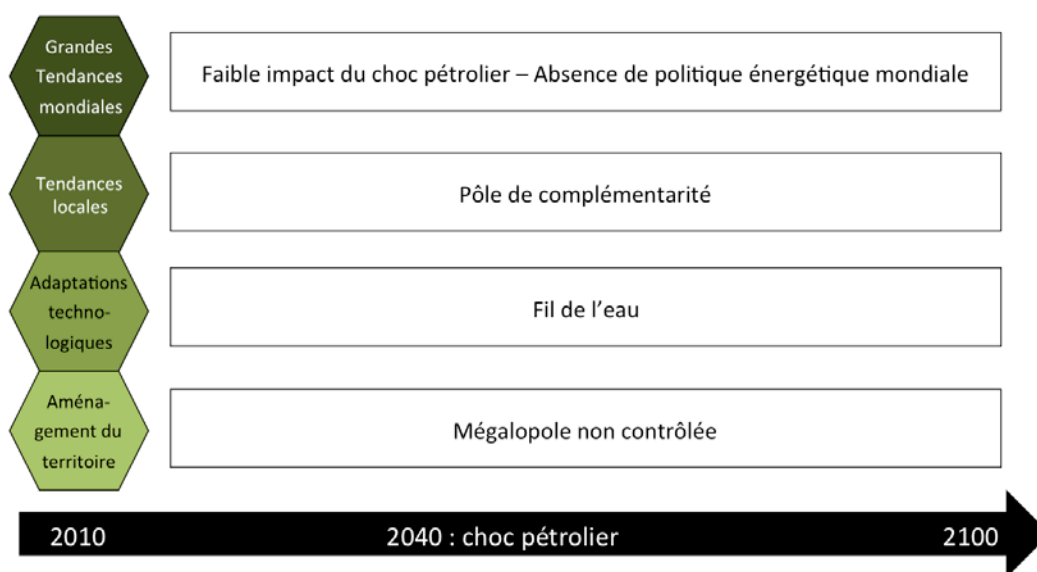 Grandes
Tendances
mondiales
Faible impact du choc pétrolier – Absence de politique énergétique mondiale
Tendances
locales
Pôle de complémentarité
Adaptations
techno-
logiques
Fil de l’eau
Aména-
gement du
territoire
Mégalopole non contrôlée
2010
2040 : choc pétrolier
2100